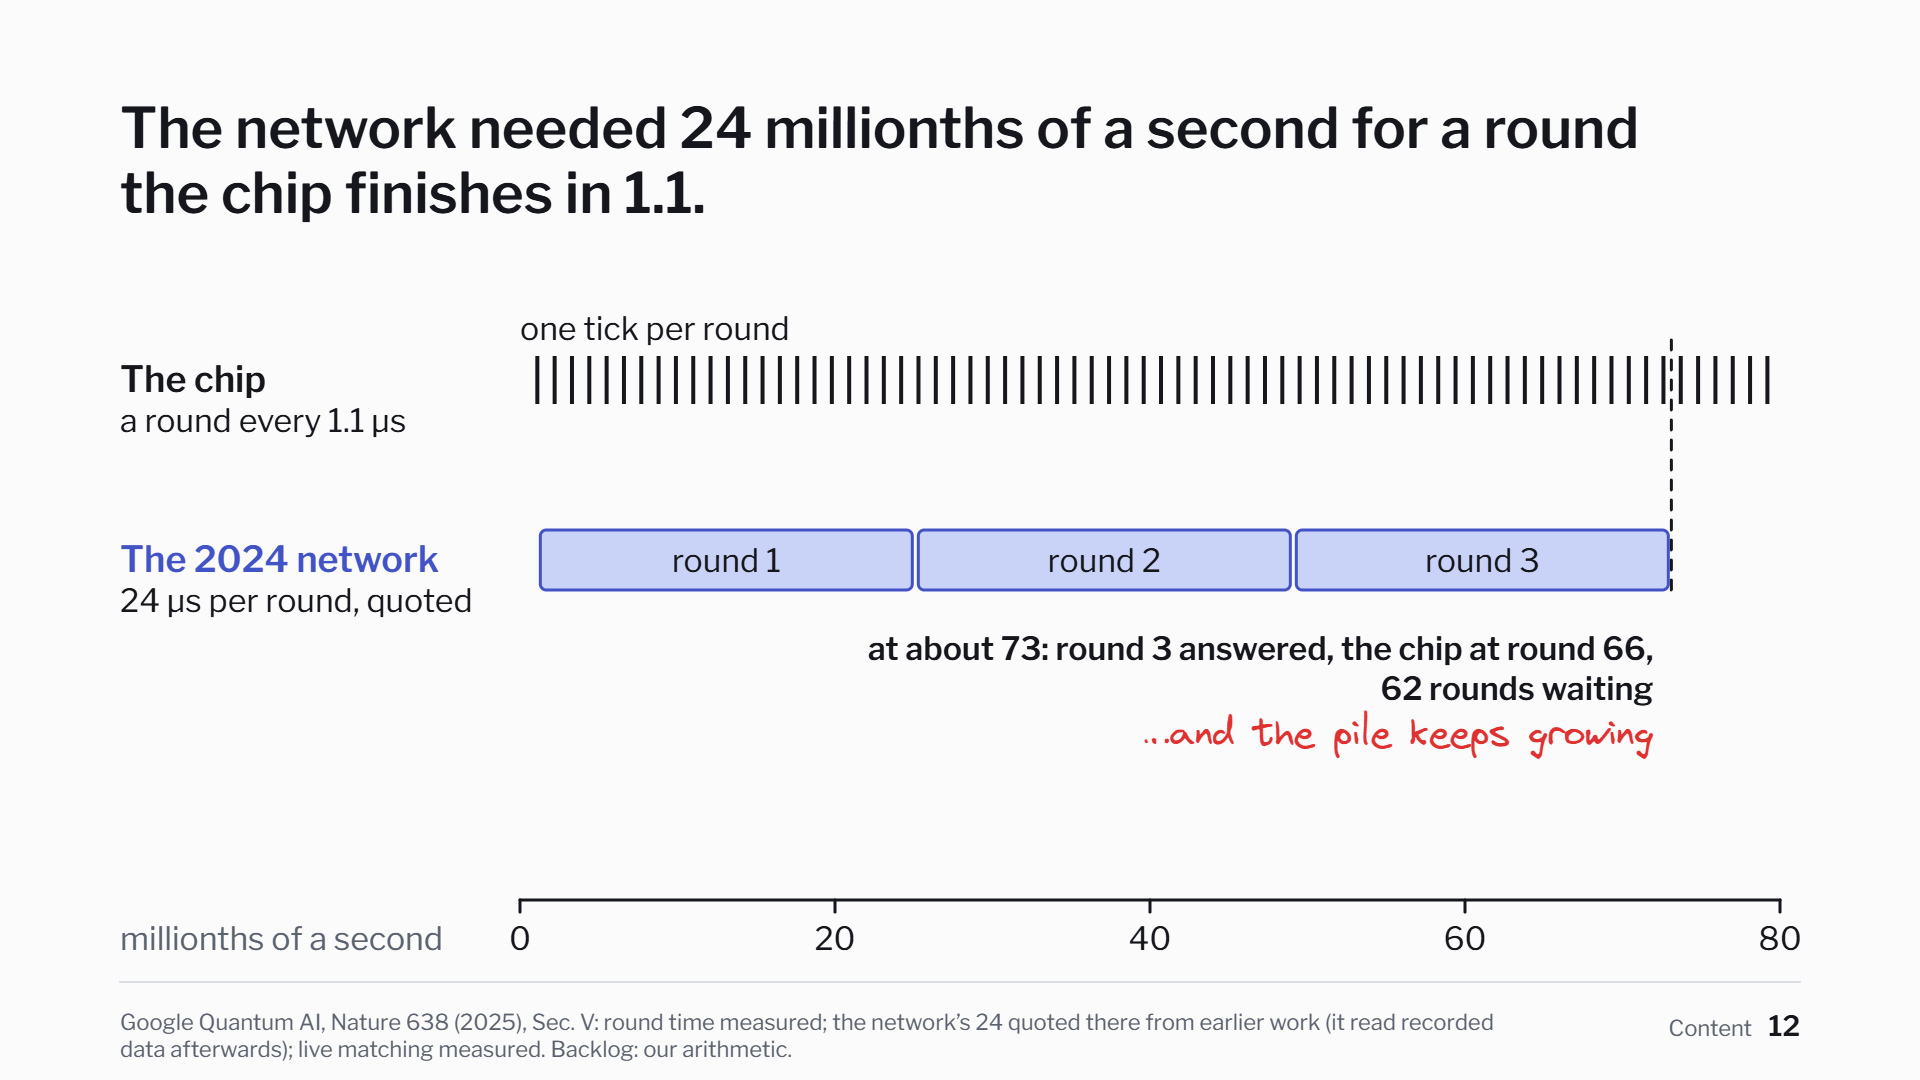 The network needed 24 millionths of a second for a round
the chip finishes in 1.1.
one tick per round
The chip
a round every 1.1 µs
The 2024 network
24 µs per round, quoted
round 1
round 2
round 3
at about 73: round 3 answered, the chip at round 66,
62 rounds waiting
...and the pile keeps growing
millionths of a second
0
20
40
60
80
Google Quantum AI, Nature 638 (2025), Sec. V: round time measured; the network’s 24 quoted there from earlier work (it read recorded
data afterwards); live matching measured. Backlog: our arithmetic.
Content 12